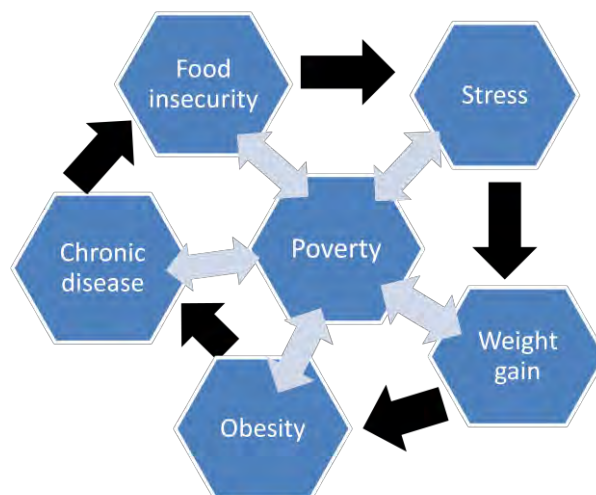 Food
insecurity
Stress
Poverty
Chronic
disease
Weight
gain
Obesity